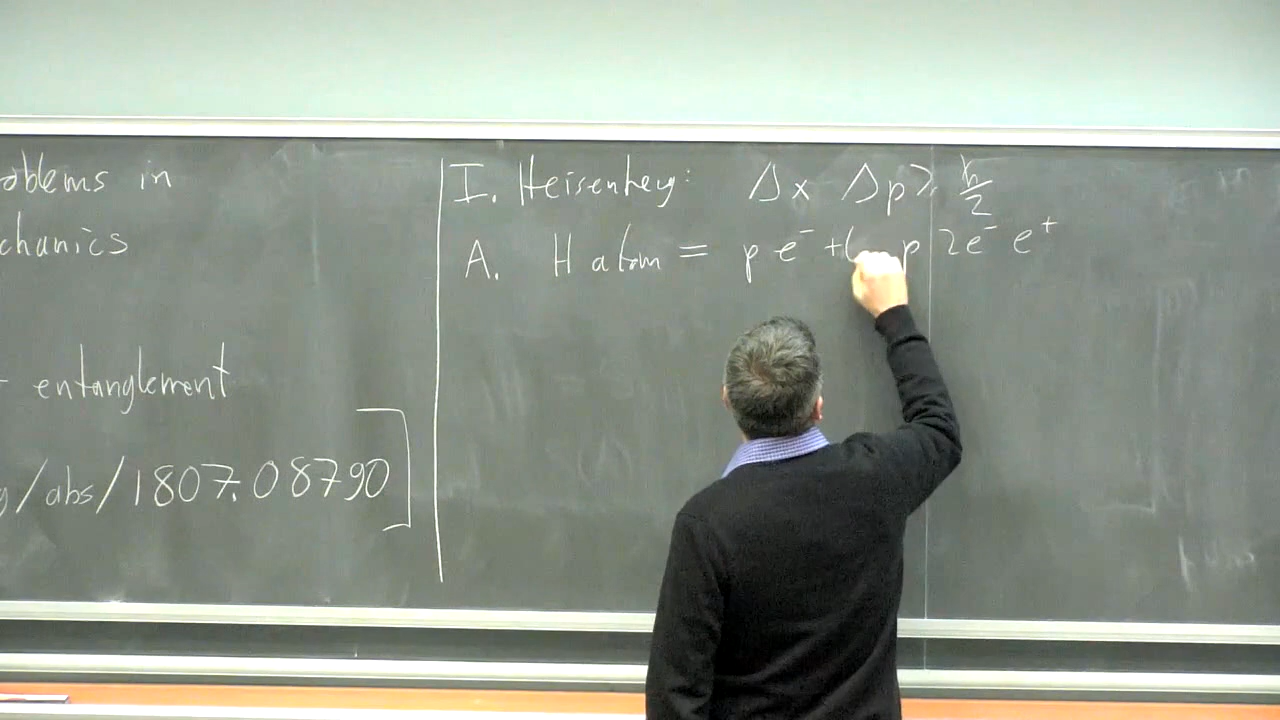 oblems in
chanics
entanglement
/abs/1807.08790
I. Heisenberg: Δx Δp ≥ ħ/2
A. H atom = p e⁻ + ( p 2e⁻ e⁺